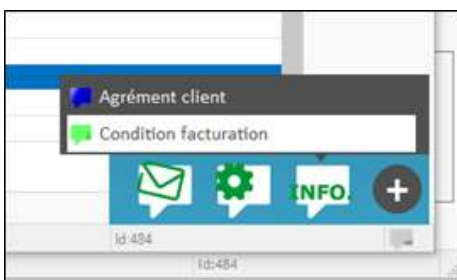 Agrément client
Condition facturation
INFO.
Id:484
Id:484